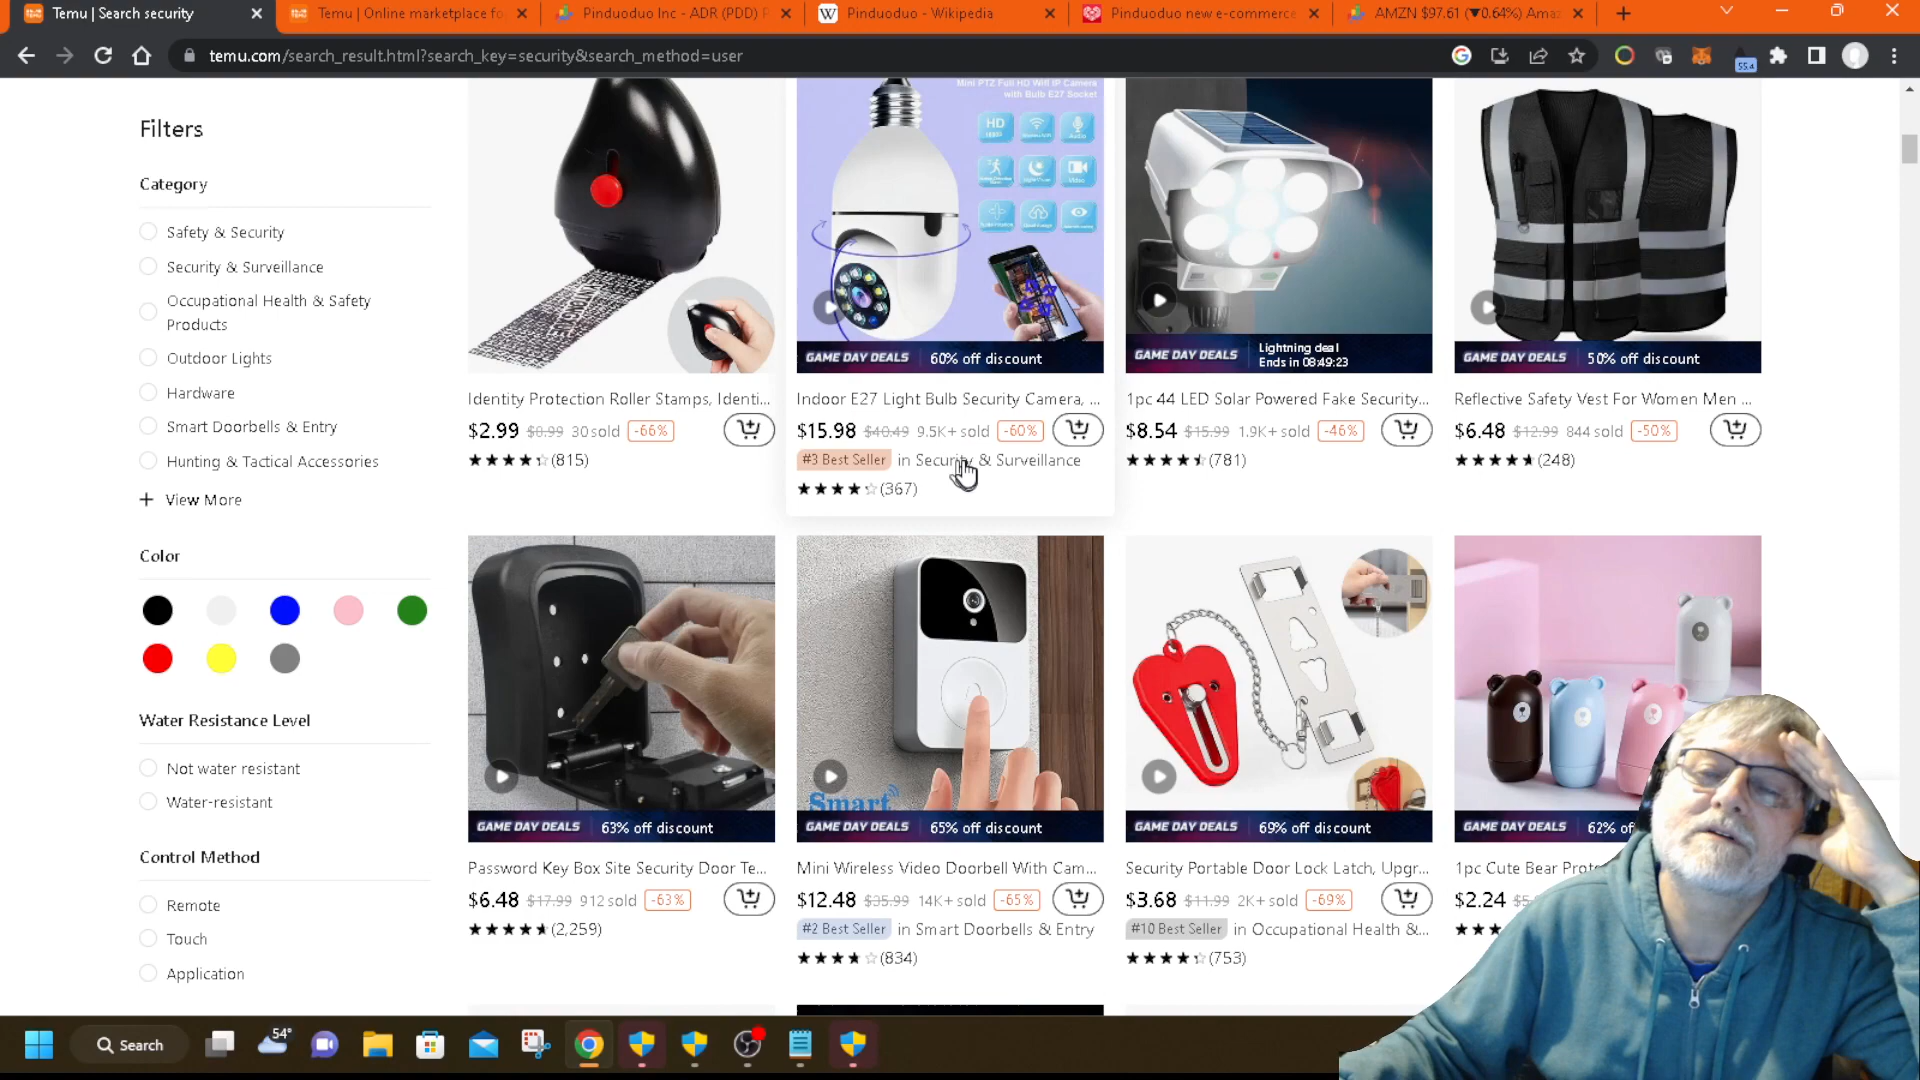 Temu | Search security
Temu | Online marketplace fo
Pinduoduo Inc - ADR (PDD) P
Pinduoduo - Wikipedia
Pinduoduo new e-commerce
AMZN $97.61 (▼0.64%) Amaz
temu.com/search_result.html?search_key=security&search_method=user
55.4
Filters
Category
Safety & Security
Security & Surveillance
Occupational Health & Safety
Products
Outdoor Lights
Hardware
Smart Doorbells & Entry
Hunting & Tactical Accessories
+ View More
Color
Water Resistance Level
Not water resistant
Water-resistant
Control Method
Remote
Touch
Application
Identity Protection Roller Stamps, Identi...
$2.99 $8.99 30 sold -66%
(815)
Mini PTZ Full HD Wifi IP Camera
with Bulb E27 Socket
HD
Audio
Video
GAME DAY DEALS 60% off discount
Indoor E27 Light Bulb Security Camera, ...
$15.98 $40.49 9.5K+ sold -60%
#3 Best Seller in Security & Surveillance
(367)
GAME DAY DEALS Lightning deal
Ends in 08:49:23
1pc 44 LED Solar Powered Fake Security...
$8.54 $15.99 1.9K+ sold -46%
(781)
GAME DAY DEALS 50% off discount
Reflective Safety Vest For Women Men ...
$6.48 $12.99 844 sold -50%
(248)
GAME DAY DEALS 63% off discount
Password Key Box Site Security Door Te...
$6.48 $17.99 912 sold -63%
(2,259)
Smart
GAME DAY DEALS 65% off discount
Mini Wireless Video Doorbell With Cam...
$12.48 $35.99 14K+ sold -65%
#2 Best Seller in Smart Doorbells & Entry
(834)
GAME DAY DEALS 69% off discount
Security Portable Door Lock Latch, Upgr...
$3.68 $11.99 2K+ sold -69%
#10 Best Seller in Occupational Health &...
(753)
GAME DAY DEALS 62% of
1pc Cute Bear Prot
$2.24 $5.
Search
54°